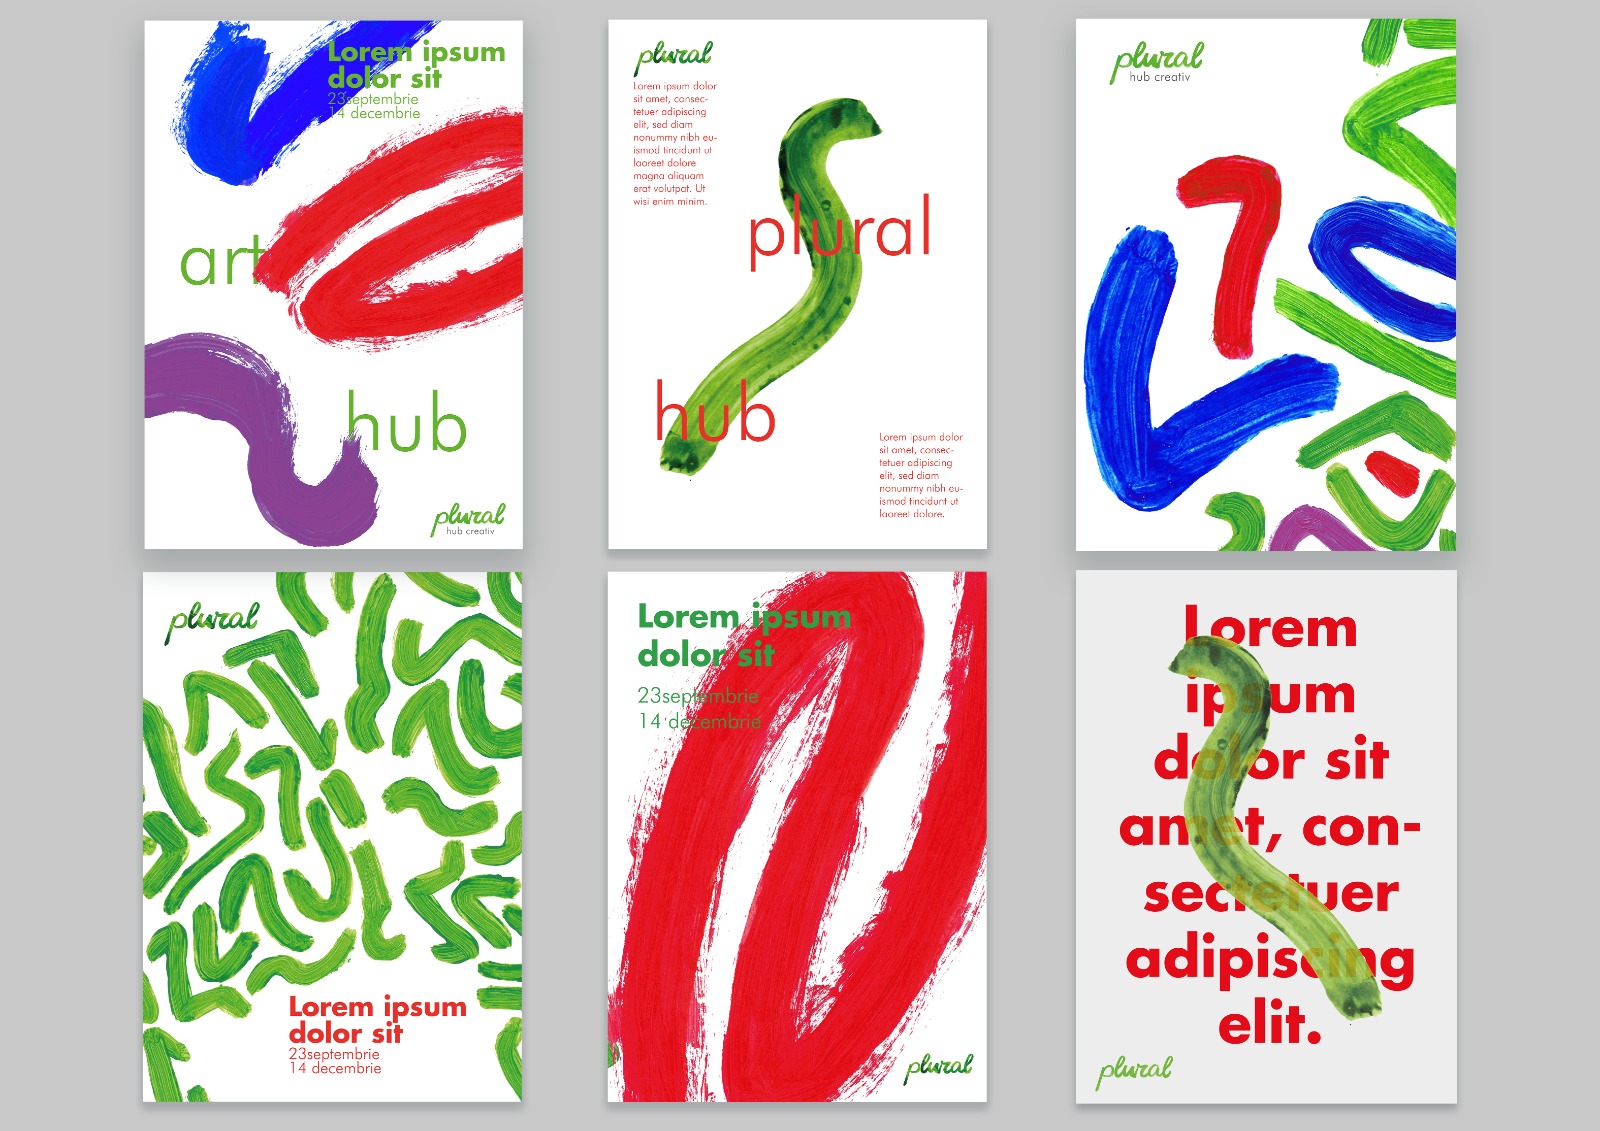 Lorem ipsum
dolor sit
23septembrie
14 decembrie
art
hub
plural
hub creativ
plural
Lorem ipsum dolor
sit amet, consec-
tetuer adipiscing
elit, sed diam
nonummy nibh eu-
ismod tincidunt ut
laoreet dolore
magna aliquam
erat volutpat. Ut
wisi enim minim.
plural
hub
Lorem ipsum dolor
sit amet, consec-
tetuer adipiscing
elit, sed diam
nonummy nibh eu-
ismod tincidunt ut
laoreet dolore.
plural
hub creativ
plural
Lorem ipsum
dolor sit
23septembrie
14 decembrie
Lorem ipsum
dolor sit
23septembrie
14 decembrie
plural
Lorem
ipsum
dolor sit
amet, con-
sectetuer
adipiscing
elit.
plural